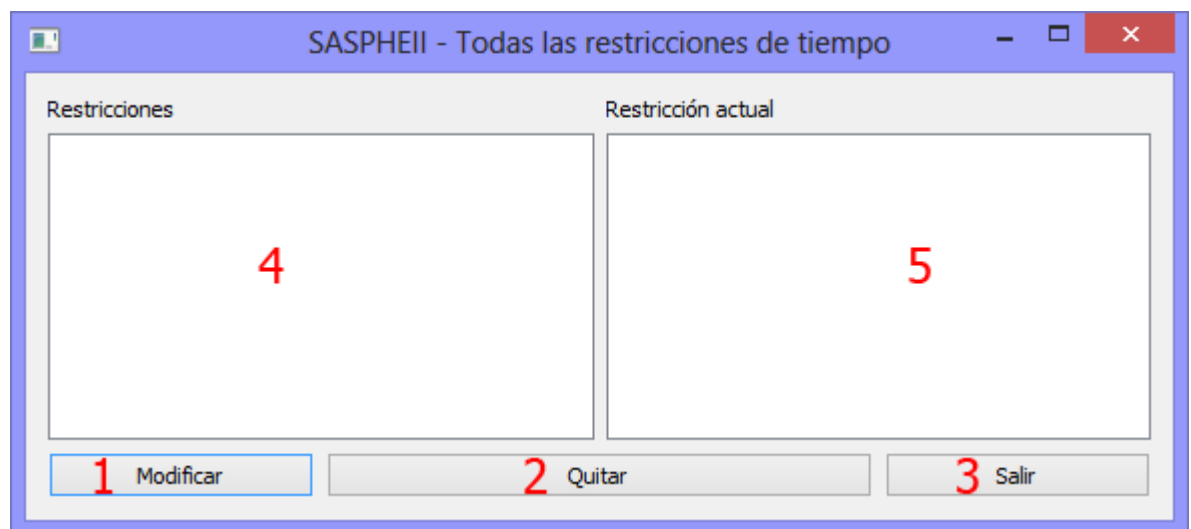 SASPHEII - Todas las restricciones de tiempo
Restricciones Restricción actual
4 5
1 Modificar 2 Quitar 3 Salir